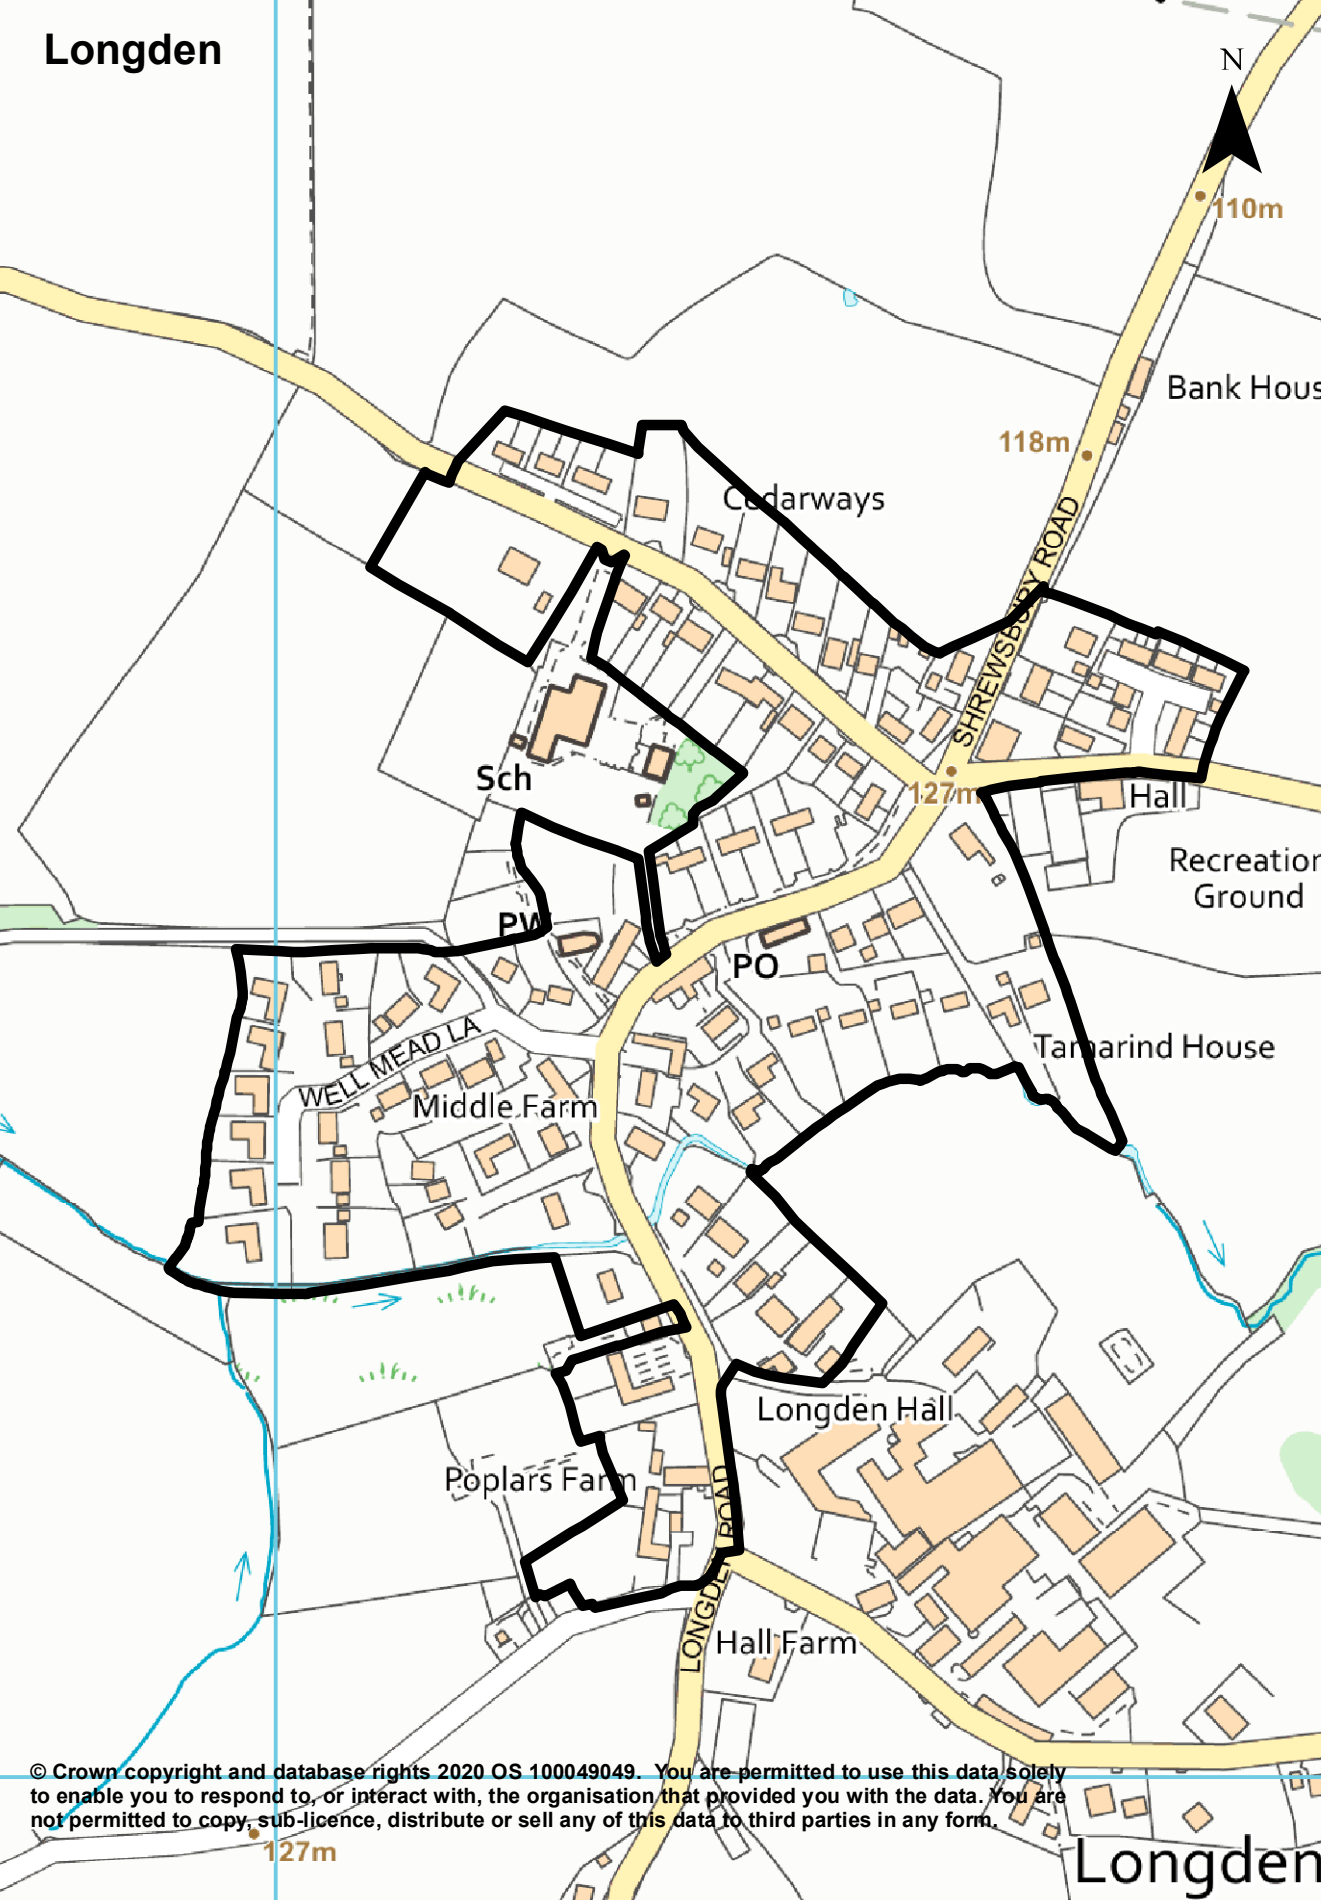 Longden
N
110m
Bank Hous
118m
Cedarways
SHREWSBURY ROAD
Sch
127m
Hall
Recreation
Ground
PW
PO
Tamarind House
WELL MEAD LA
Middle Farm
Longden Hall
Poplars Farm
LONGDEN ROAD
Hall Farm
© Crown copyright and database rights 2020 OS 100049049. You are permitted to use this data solely
to enable you to respond to, or interact with, the organisation that provided you with the data. You are
not permitted to copy, sub-licence, distribute or sell any of this data to third parties in any form.
127m
Longden